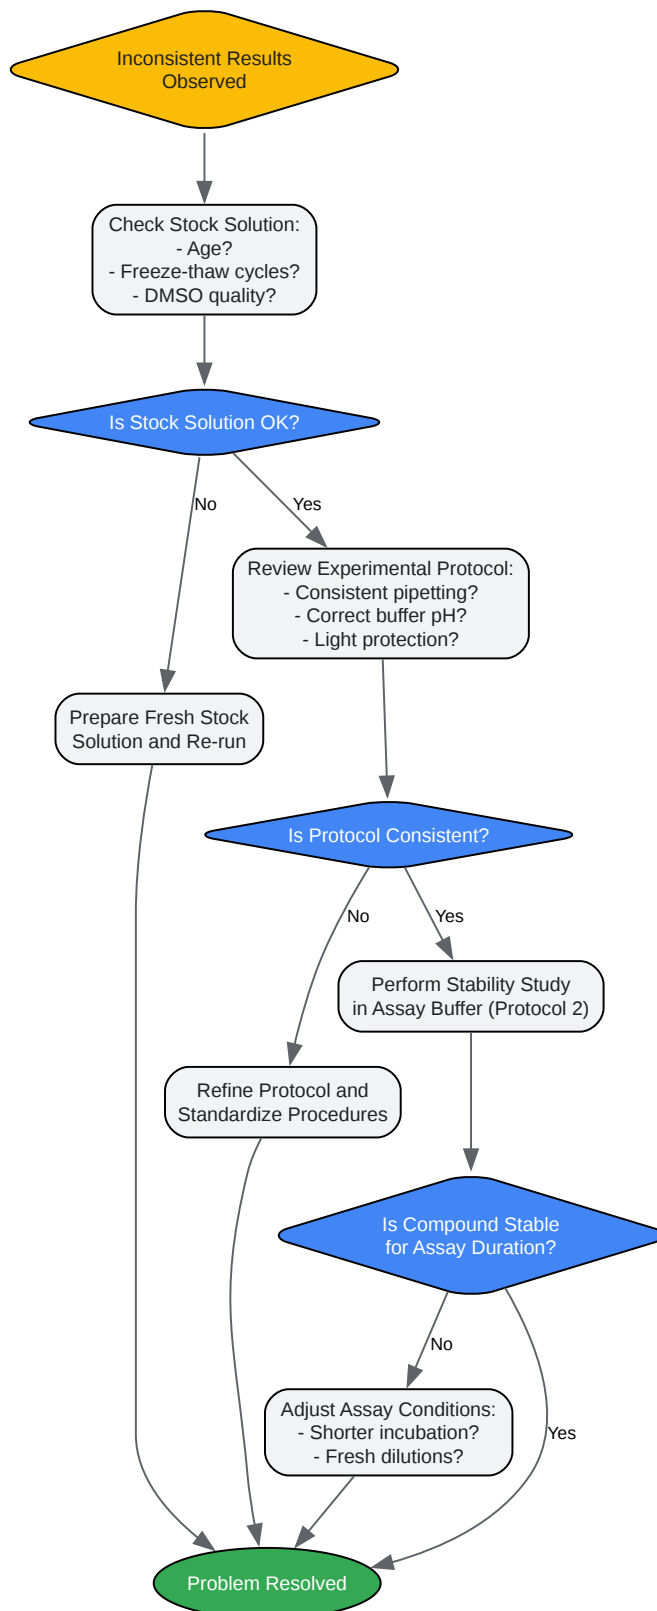 Inconsistent Results
Observed
Check Stock Solution:
- Age?
- Freeze-thaw cycles?
- DMSO quality?
Is Stock Solution OK?
No
Yes
Review Experimental Protocol:
- Consistent pipetting?
- Correct buffer pH?
- Light protection?
Prepare Fresh Stock
Solution and Re-run
Is Protocol Consistent?
No
Yes
Perform Stability Study
in Assay Buffer (Protocol 2)
Refine Protocol and
Standardize Procedures
Is Compound Stable
for Assay Duration?
No
Yes
Adjust Assay Conditions:
- Shorter incubation?
- Fresh dilutions?
Problem Resolved